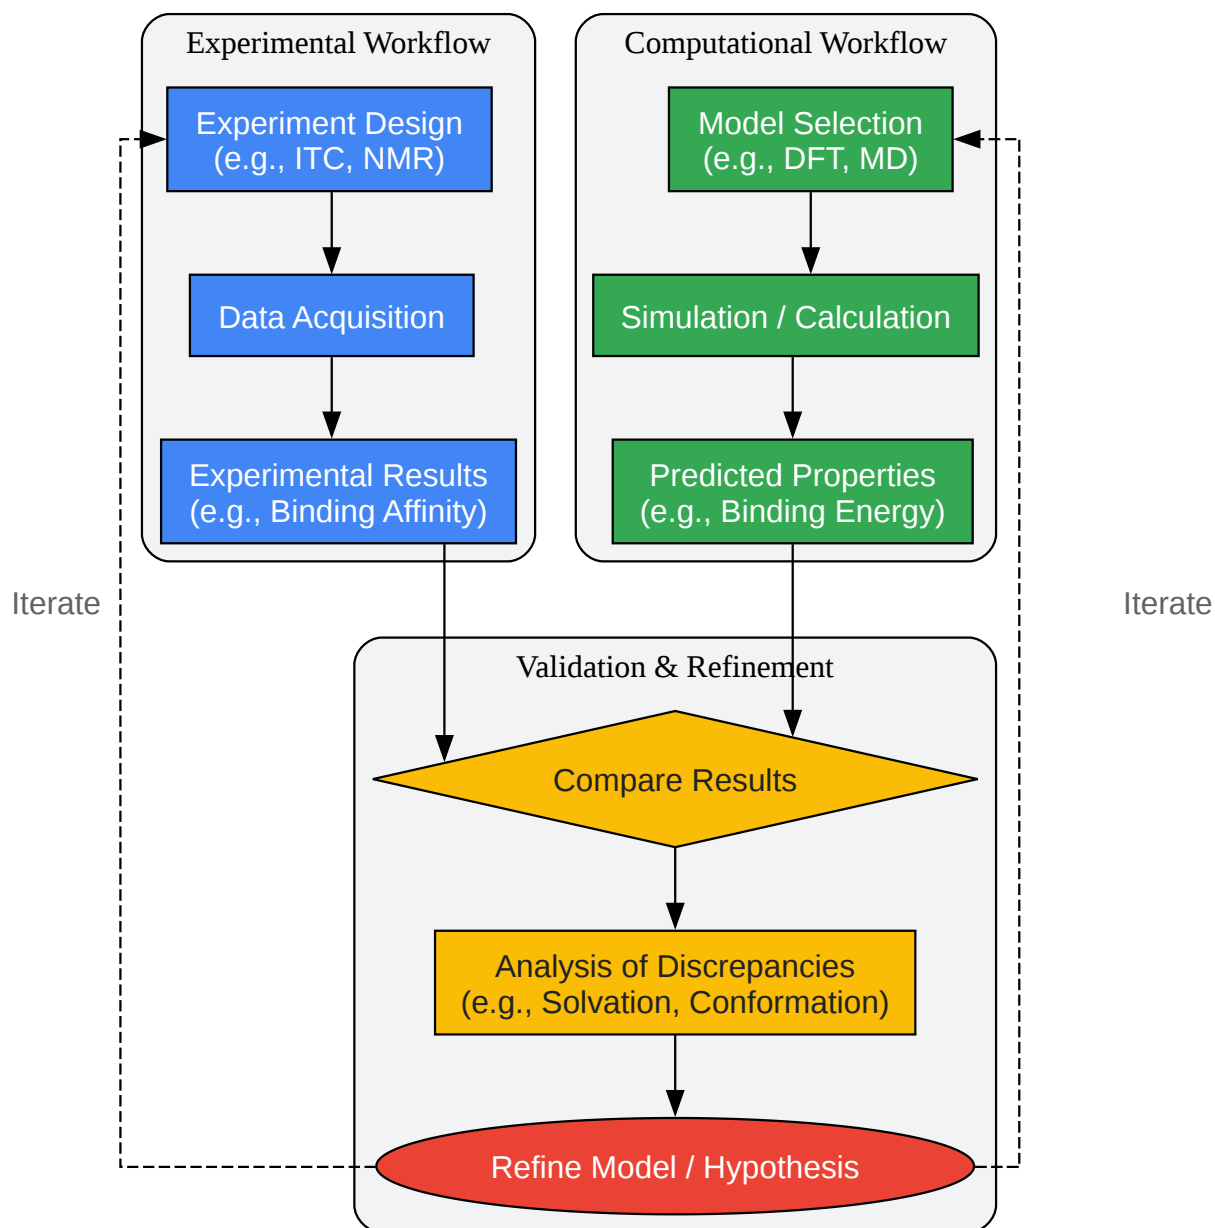 Experimental Workflow
Experiment Design
(e.g., ITC, NMR)
Data Acquisition
Experimental Results
(e.g., Binding Affinity)
Computational Workflow
Model Selection
(e.g., DFT, MD)
Simulation / Calculation
Predicted Properties
(e.g., Binding Energy)
Iterate
Iterate
Validation & Refinement
Compare Results
Analysis of Discrepancies
(e.g., Solvation, Conformation)
Refine Model / Hypothesis